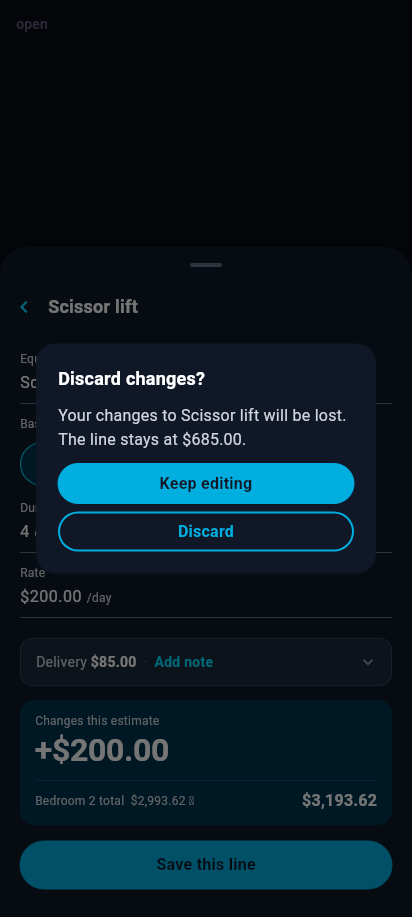 open
Scissor lift
Equ
Sc
Discard changes?
Your changes to Scissor lift will be lost.
The line stays at $685.00.
Bas
Keep editing
Du
Discard
4
Rate
$200.00 /day
Delivery $85.00 · Add note
Changes this estimate
+$200.00
Bedroom 2 total $2,993.62
$3,193.62
Save this line